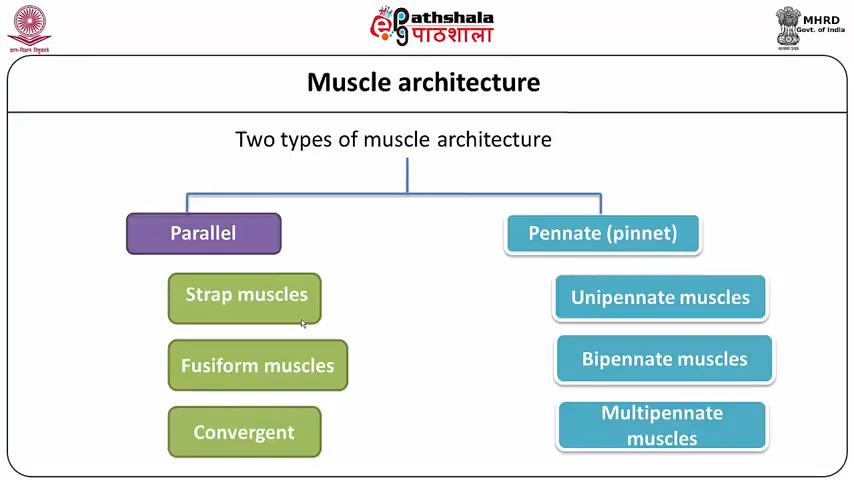 Pathshala
पाठशाला
MHRD
Govt. of India
Muscle architecture
Two types of muscle architecture
Parallel
Pennate (pinnet)
Strap muscles
Unipennate muscles
Fusiform muscles
Bipennate muscles
Convergent
Multipennate
muscles